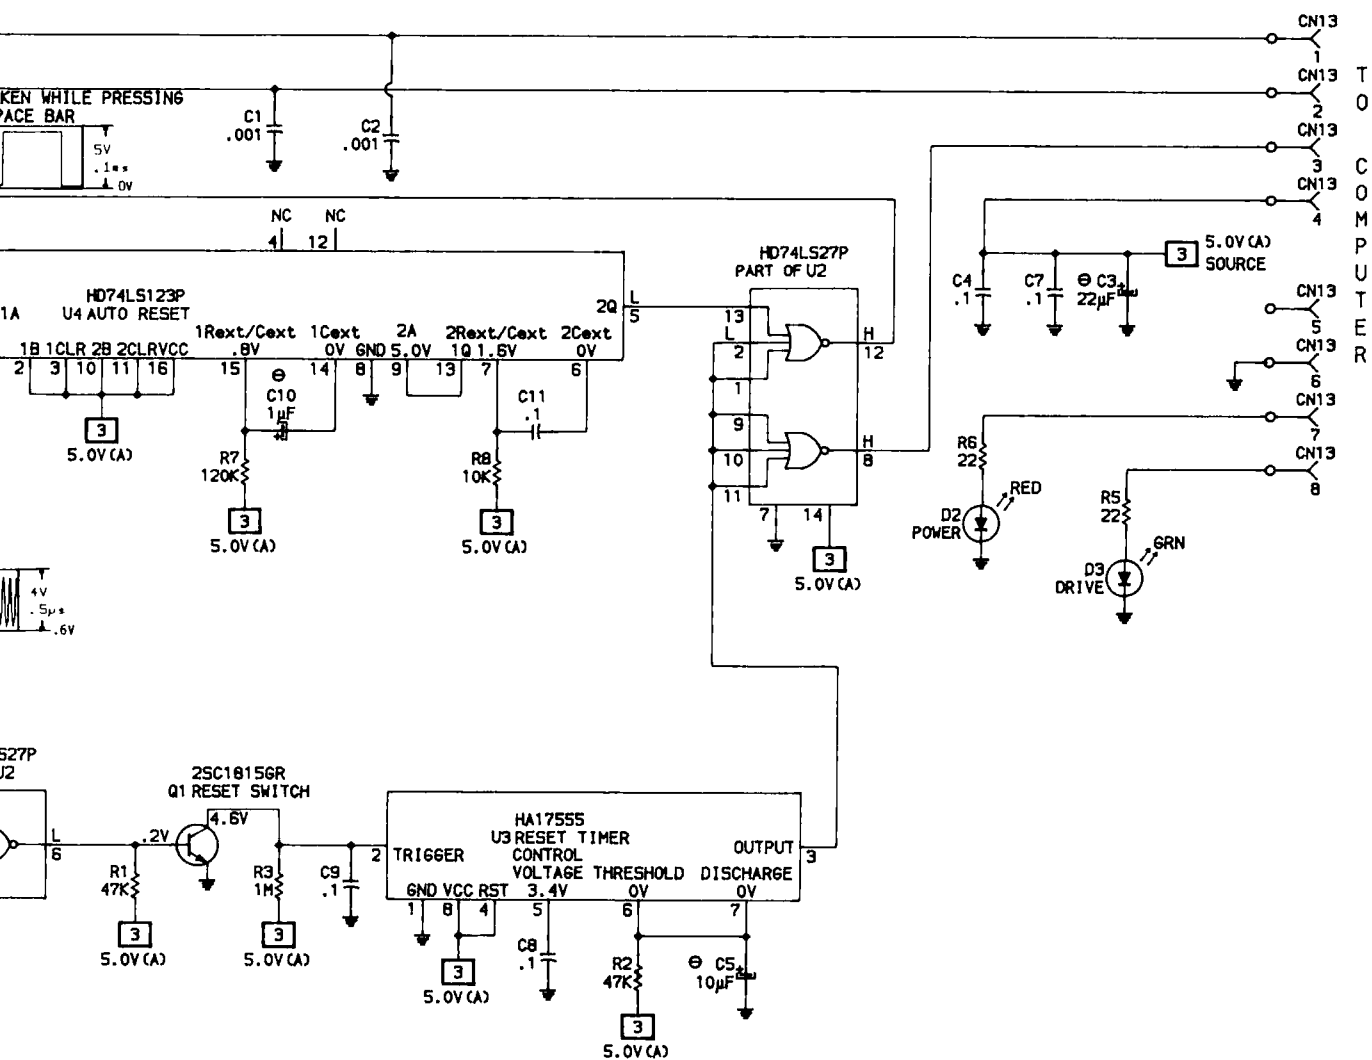 CN13
1
CN13
2
CN13
3
CN13
4
TO COMPUTER
KEN WHILE PRESSING
PACE BAR
5V
.1ms
0V
C1
.001
C2
.001
NC
NC
4
12
HD74LS123P
U4 AUTO RESET
1A
2Q
L
5
1Rext/Cext
.8V
1Cext
0V
GND
2A
5.0V
1Q
2Rext/Cext
1.6V
2Cext
0V
1B
1CLR
2B
2CLR
VCC
2
3
10
11
16
15
14
8
9
13
7
6
3
5.0V(A)
⊖
C10
1µF
+
R7
120K
3
5.0V(A)
C11
.1
R8
10K
3
5.0V(A)
HD74LS27P
PART OF U2
13
L
2
1
H
12
9
10
11
H
8
7
14
3
5.0V(A)
3
5.0V(A)
SOURCE
C4
.1
C7
.1
⊖ C3
22µF
+
CN13
5
CN13
6
CN13
7
CN13
8
R6
22
RED
D2
POWER
R5
22
GRN
D3
DRIVE
4V
.5µs
.6V
S27P
U2
L
6
.2V
2SC1815GR
Q1 RESET SWITCH
4.6V
R1
47K
3
5.0V(A)
R3
1M
3
5.0V(A)
C9
.1
HA17555
U3 RESET TIMER
2
TRIGGER
OUTPUT
3
CONTROL
VOLTAGE
THRESHOLD
DISCHARGE
GND
VCC
RST
3.4V
0V
0V
1
8
4
5
6
7
3
5.0V(A)
C8
.1
R2
47K
3
5.0V(A)
⊖ C5
10µF
+